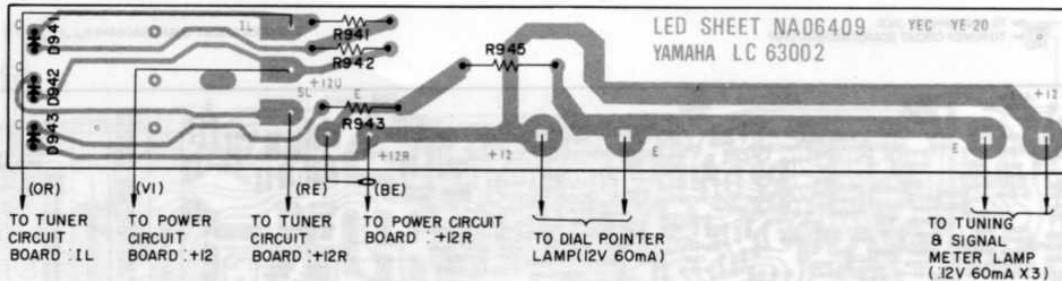 LED SHEET NA06409 YEC YE-20
YAMAHA LC 63002
C D941
IL
R941
R942
R945
C D942
+12U
SL
E
R943
C D943
+12R
+12
E
E
+12
(OR)
(VI)
(RE)
(BE)
TO TUNER
CIRCUIT
BOARD : IL
TO POWER
CIRCUIT
BOARD : +12
TO TUNER
CIRCUIT
BOARD : +12R
TO POWER CIRCUIT
BOARD : +12R
TO DIAL POINTER
LAMP(12V 60mA)
TO TUNING
& SIGNAL
METER LAMP
(12V 60mA X3)